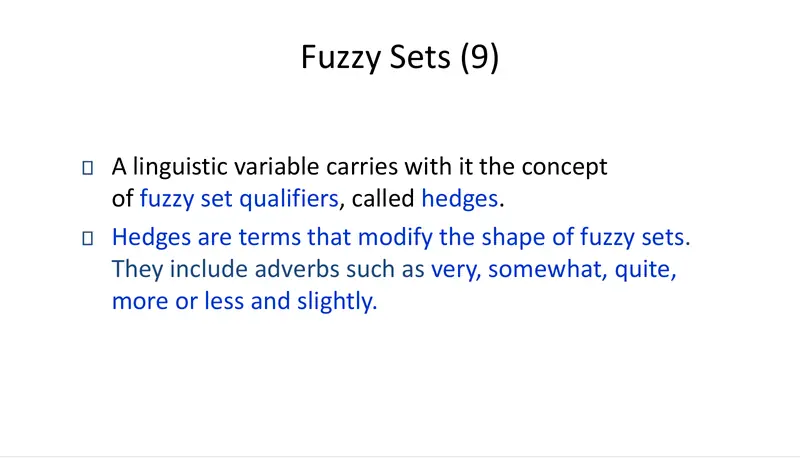 Fuzzy Sets (9)
A linguistic variable carries with it the concept
of fuzzy set qualifiers, called hedges.
Hedges are terms that modify the shape of fuzzy sets.
They include adverbs such as very, somewhat, quite,
more or less and slightly.